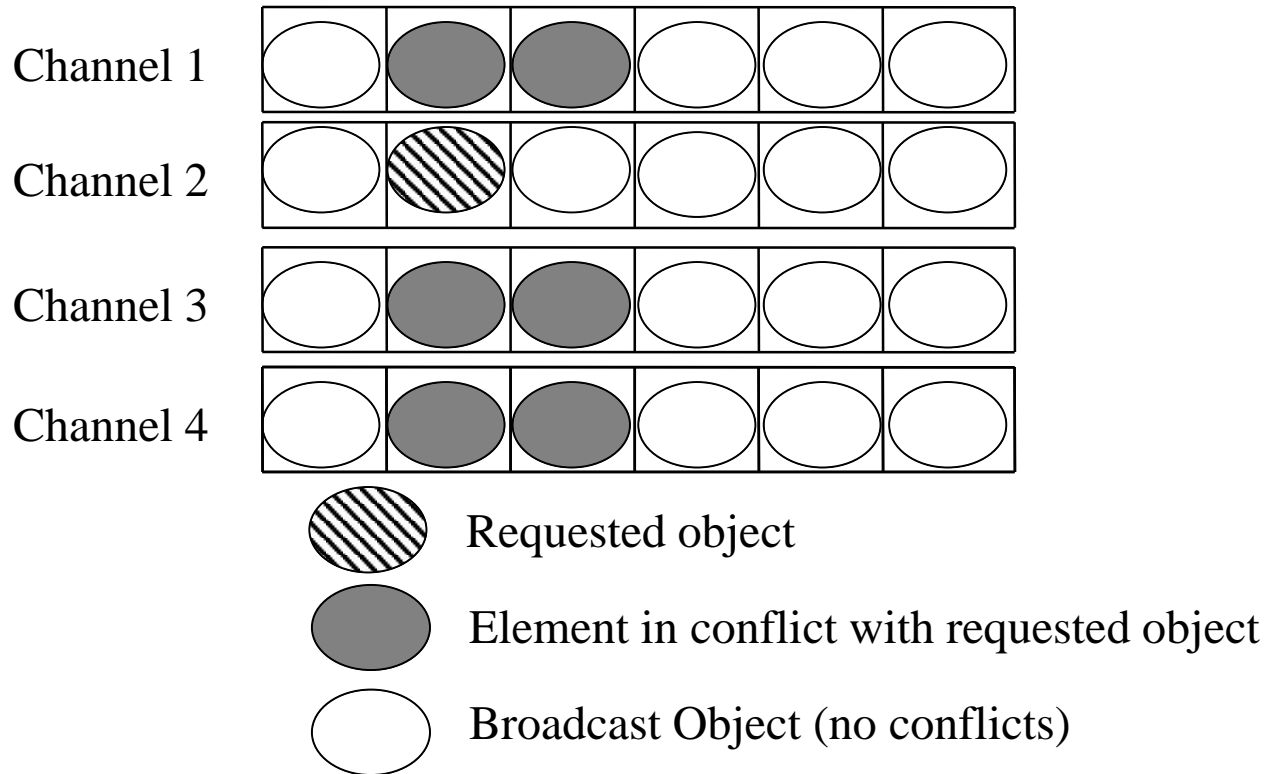 Channel 1
Channel 2
Channel 3
Channel 4
Requested object
Element in conflict with requested object
Broadcast Object (no conflicts)